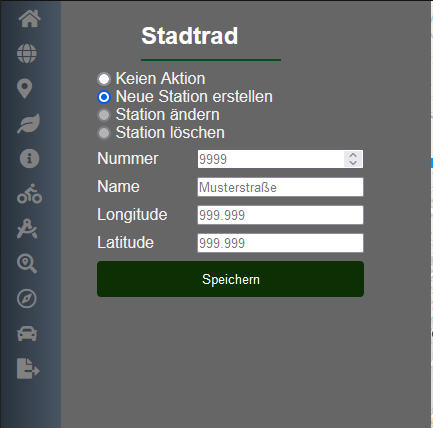 Stadtrad
Keien Aktion
Neue Station erstellen
Station ändern
Station löschen
Nummer 9999
Name Musterstraße
Longitude 999.999
Latitude 999.999
Speichern